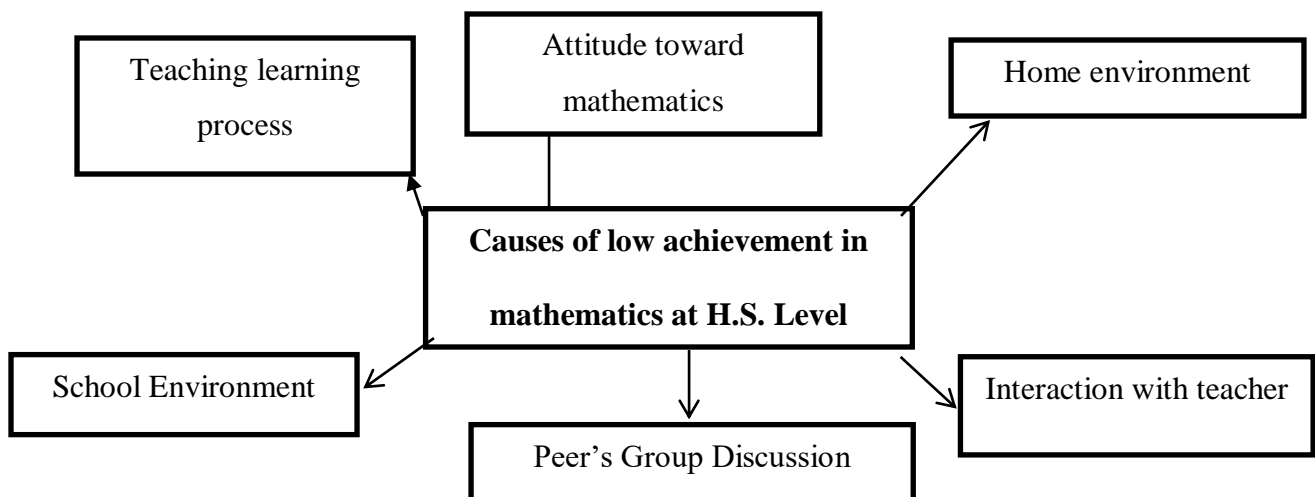 Teaching learning
process
Attitude toward
mathematics
Home environment
Causes of low achievement in
mathematics at H.S. Level
School Environment
Interaction with teacher
Peer’s Group Discussion